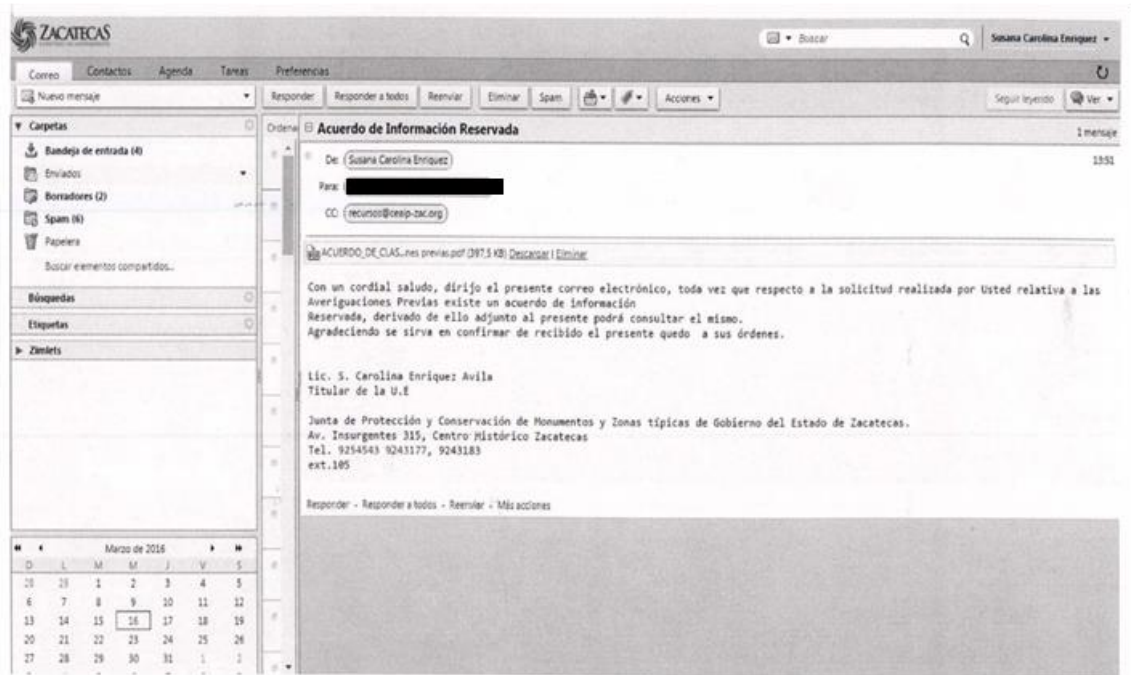 ZACATECAS
Buscar
Susana Carolina Enriquez
Correo Contactos Agenda Tareas Preferencias
Nuevo mensaje
Responder Responder a todos Reenviar Eliminar Spam Acciones
Seguir leyendo Ver
Carpetas
Bandeja de entrada (4)
Enviados
Borradores (2)
Spam (6)
Papelera
Buscar elementos compartidos...
Búsquedas
Etiquetas
Zimlets
Ordena
Acuerdo de Información Reservada
1 mensaje
De: Susana Carolina Enriquez
13:51
Para:
CC: recursos@ceaip-zac.org
ACUERDO_DE_CLAS...nes previas.pdf (397,5 KB) Descargar | Eliminar
Con un cordial saludo, dirijo el presente correo electrónico, toda vez que respecto a la solicitud realizada por Usted relativa a las
Averiguaciones Previas existe un acuerdo de información
Reservada, derivado de ello adjunto al presente podrá consultar el mismo.
Agradeciendo se sirva en confirmar de recibido el presente quedo a sus órdenes.
Lic. S. Carolina Enriquez Avila
Titular de la U.E
Junta de Protección y Conservación de Monumentos y Zonas típicas de Gobierno del Estado de Zacatecas.
Av. Insurgentes 315, Centro Histórico Zacatecas
Tel. 9254543 9243177, 9243183
ext.105
Responder - Responder a todos - Reenviar - Más acciones
Marzo de 2016
D L M M J V S
28 29 1 2 3 4 5
6 7 8 9 10 11 12
13 14 15 16 17 18 19
20 21 22 23 24 25 26
27 28 29 30 31 1 2